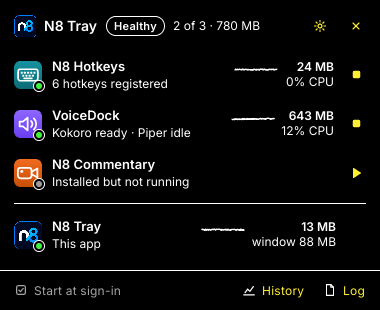 n8 N8 Tray Healthy 2 of 3 · 780 MB
N8 Hotkeys 24 MB
6 hotkeys registered 0% CPU
VoiceDock 643 MB
Kokoro ready · Piper idle 12% CPU
N8 Commentary
Installed but not running
n8 N8 Tray 13 MB
This app window 88 MB
Start at sign-in History Log